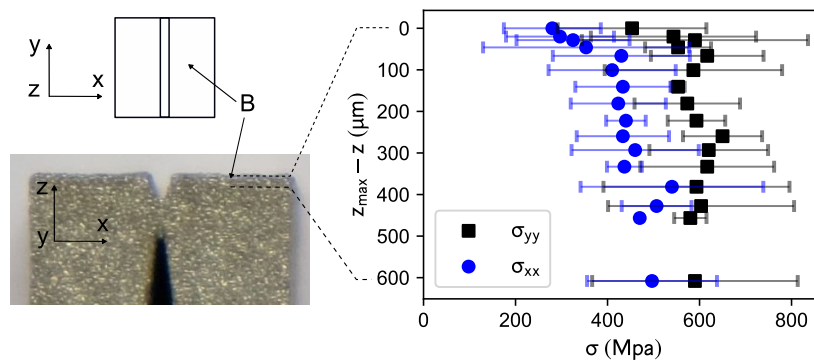 y
z
x
B
z
y
x
0
100
200
300
400
500
600
z_max − z (μm)
σ_yy
σ_xx
0
200
400
600
800
σ (Mpa)